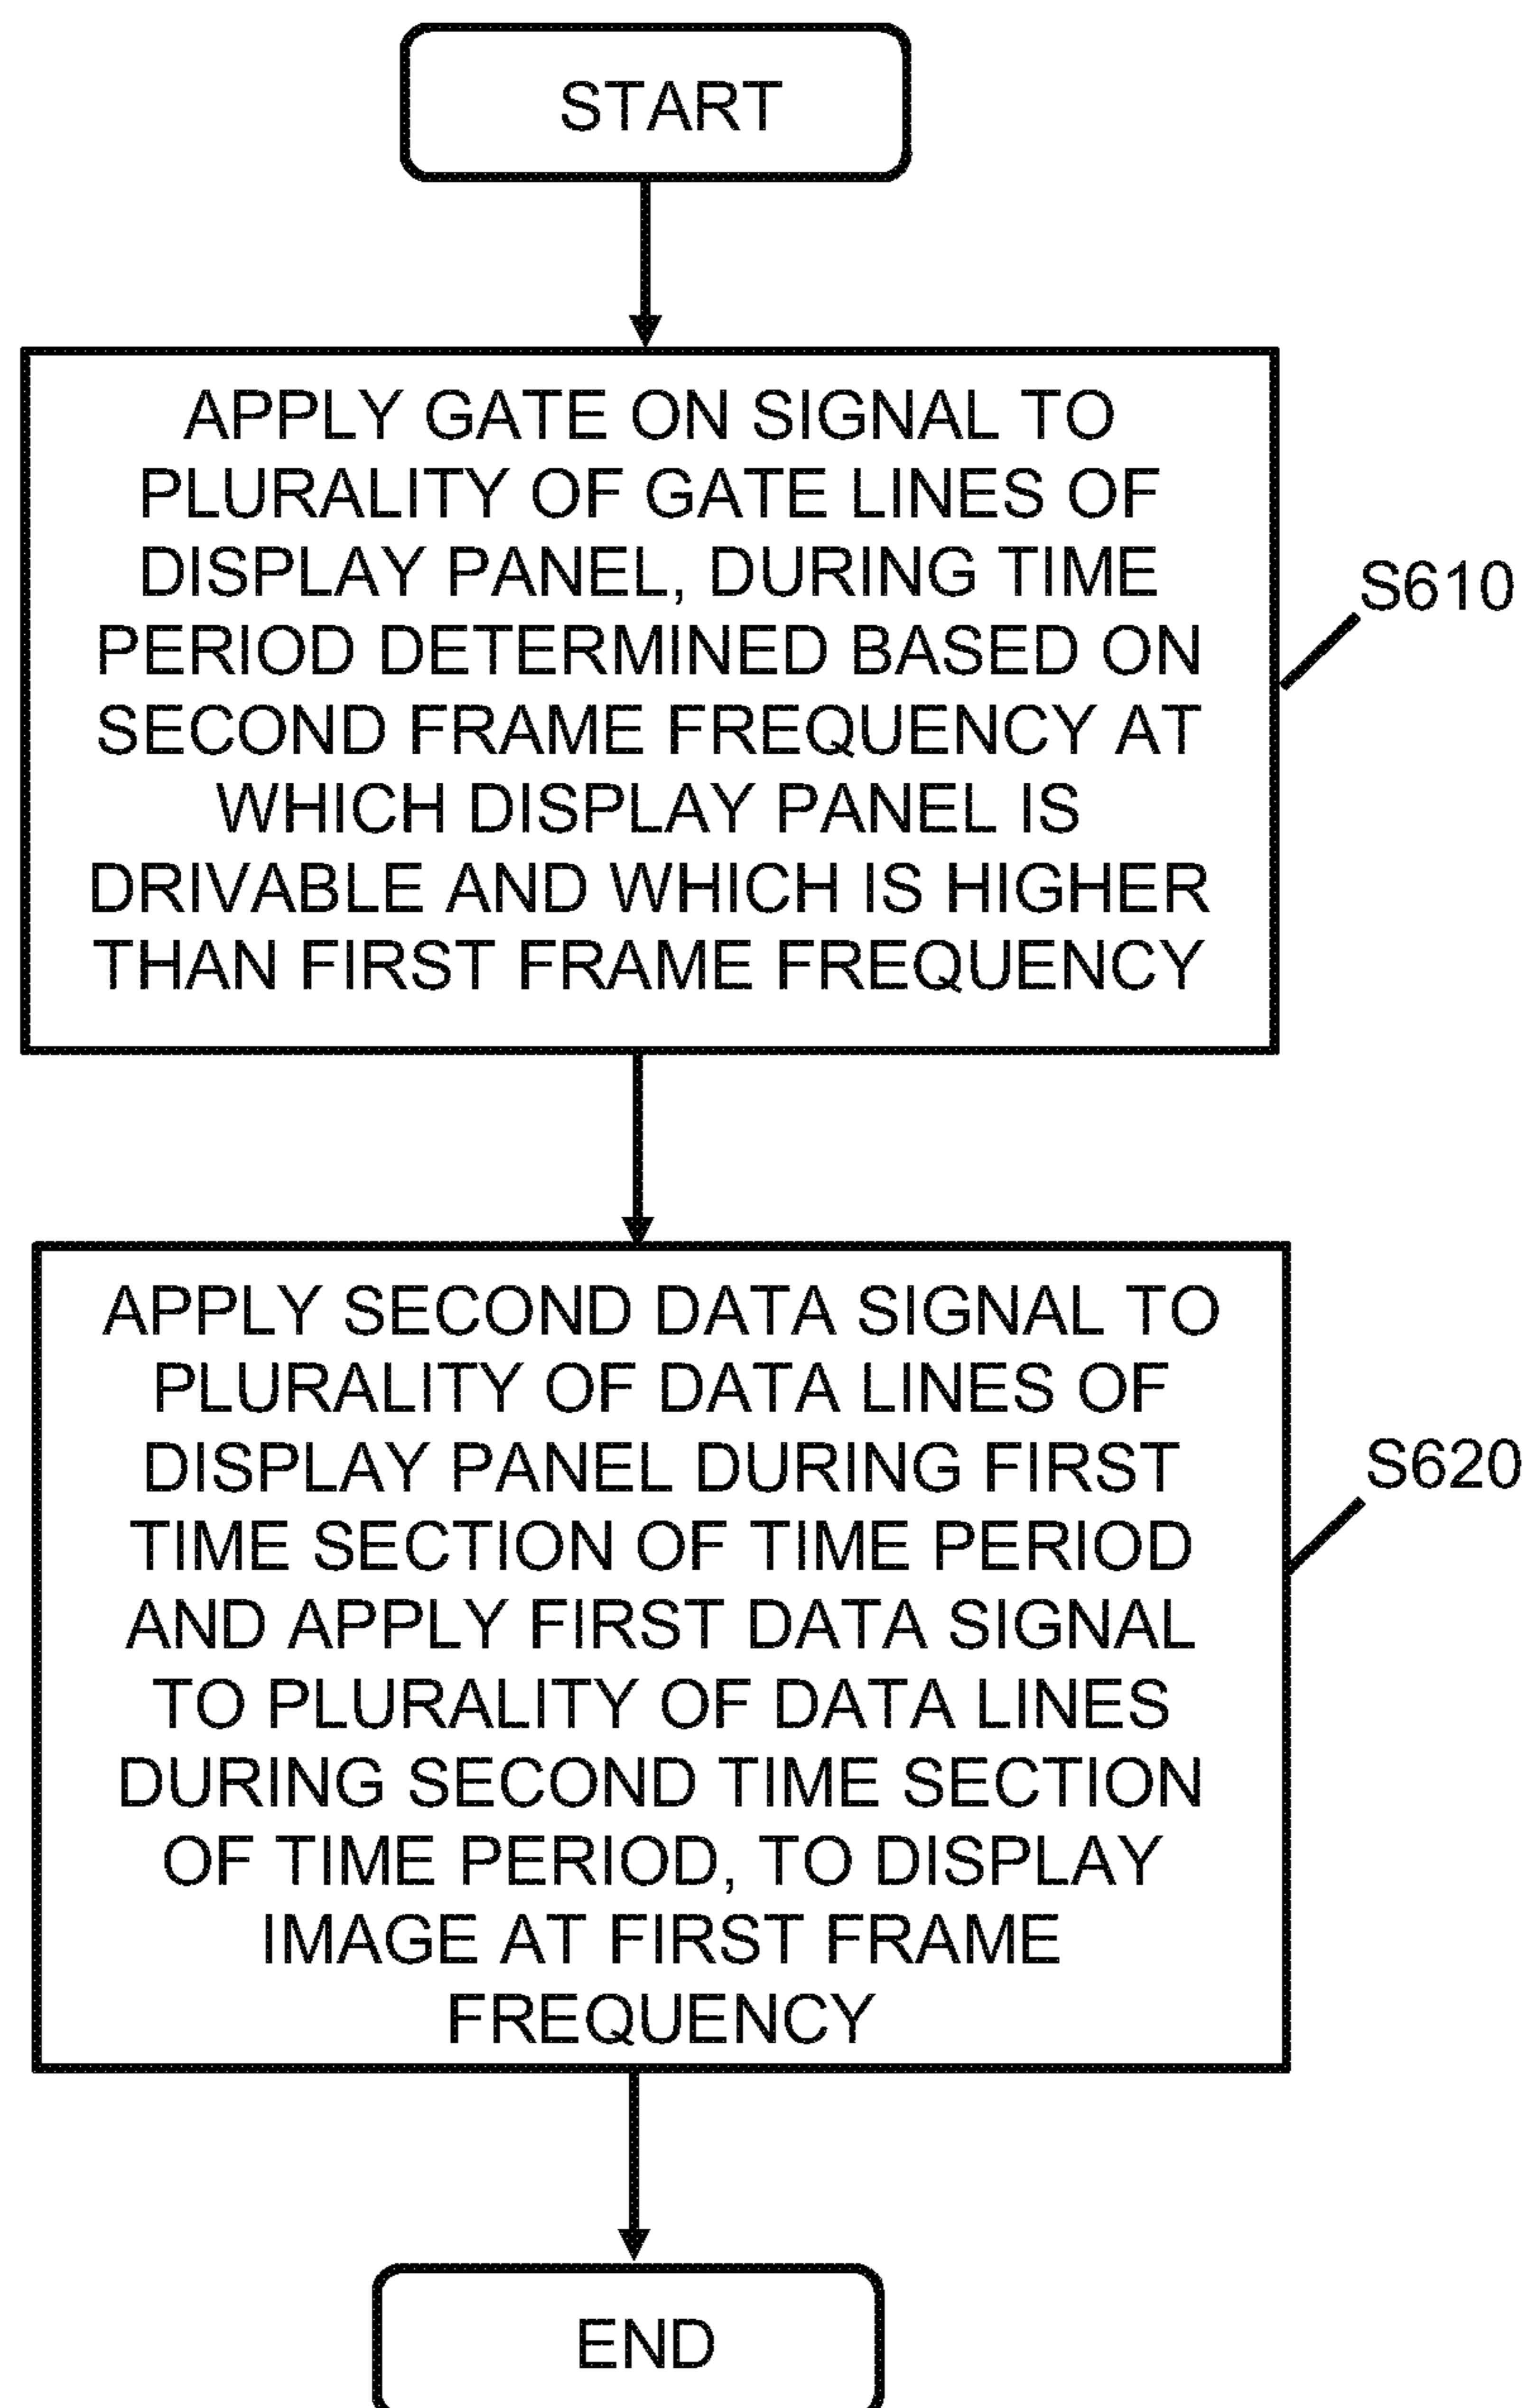 START
APPLY GATE ON SIGNAL TO
PLURALITY OF GATE LINES OF
DISPLAY PANEL, DURING TIME
PERIOD DETERMINED BASED ON
SECOND FRAME FREQUENCY AT
WHICH DISPLAY PANEL IS
DRIVABLE AND WHICH IS HIGHER
THAN FIRST FRAME FREQUENCY
S610
APPLY SECOND DATA SIGNAL TO
PLURALITY OF DATA LINES OF
DISPLAY PANEL DURING FIRST
TIME SECTION OF TIME PERIOD
AND APPLY FIRST DATA SIGNAL
TO PLURALITY OF DATA LINES
DURING SECOND TIME SECTION
OF TIME PERIOD, TO DISPLAY
IMAGE AT FIRST FRAME
FREQUENCY
S620
END